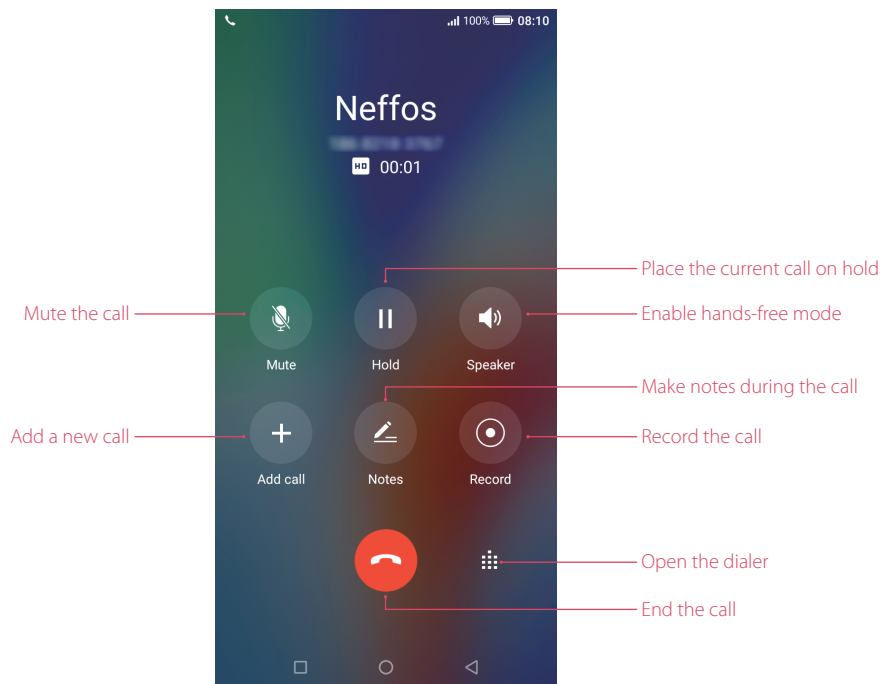 100% 08:10
Neffos
HD 00:01
Place the current call on hold
Mute the call
Enable hands-free mode
Mute Hold Speaker
Make notes during the call
Add a new call
Record the call
Add call Notes Record
Open the dialer
End the call